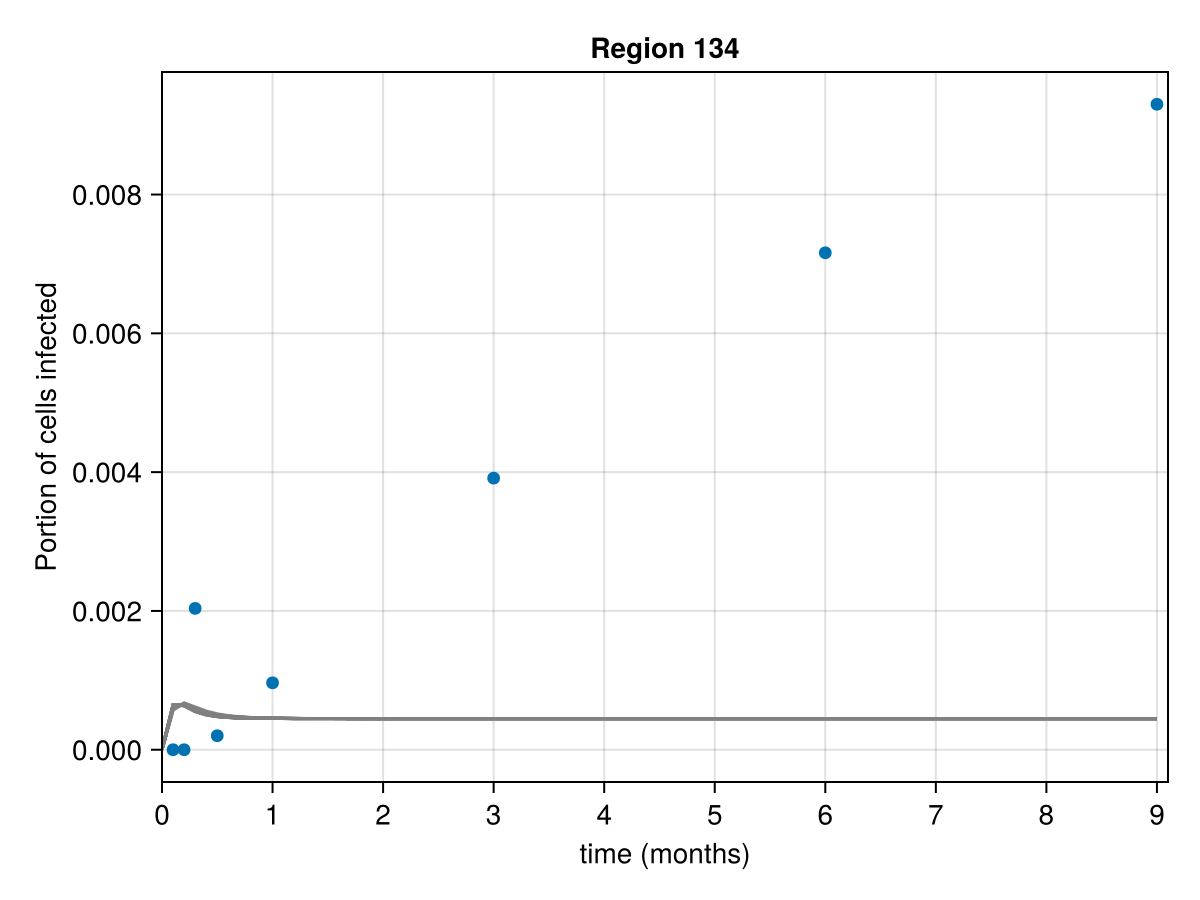 Region 134
Portion of cells infected
0.008
0.006
0.004
0.002
0.000
0 1 2 3 4 5 6 7 8 9
time (months)